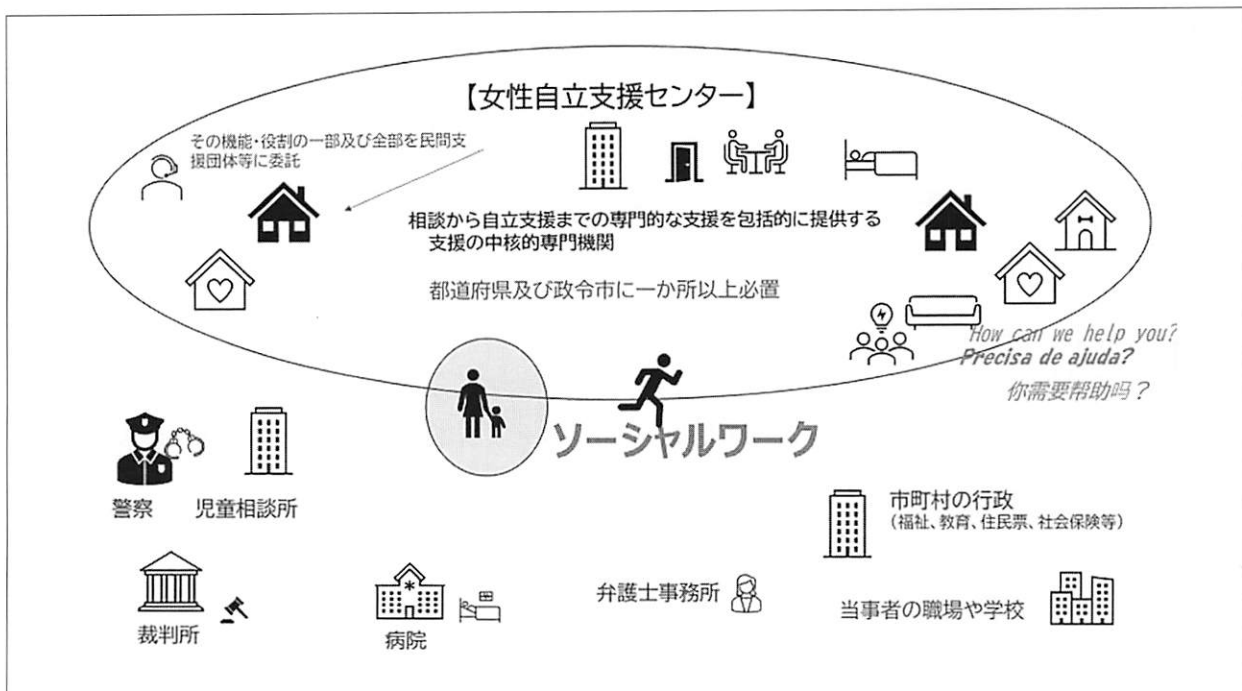 【女性自立支援センター】
その機能・役割の一部及び全部を民間支
援団体等に委託
相談から自立支援までの専門的な支援を包括的に提供する
支援の中核的専門機関
都道府県及び政令市に一か所以上必置
How can we help you?
Precisa de ajuda?
你需要帮助吗？
ソーシャルワーク
警察
児童相談所
市町村の行政
（福祉、教育、住民票、社会保険等）
裁判所
病院
弁護士事務所
当事者の職場や学校